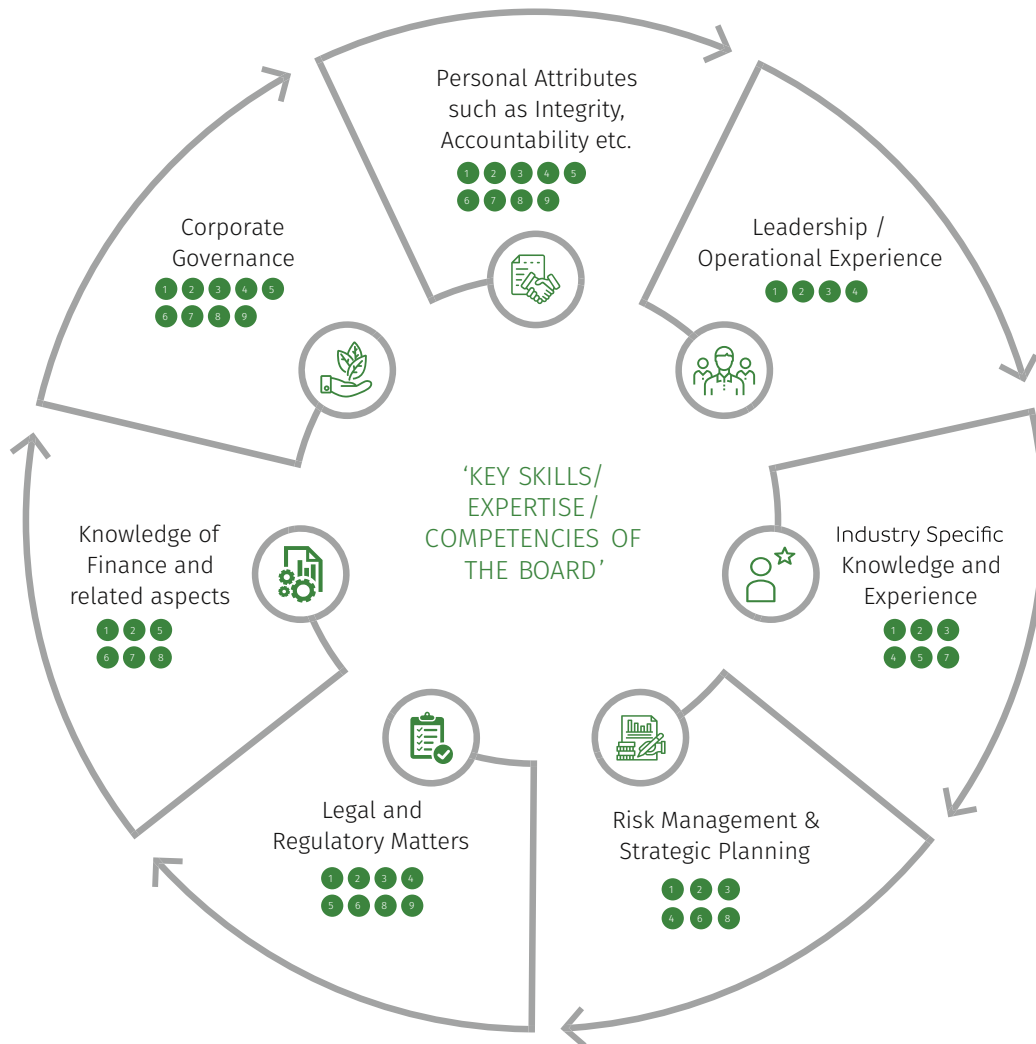 Personal Attributes
such as Integrity,
Accountability etc.
1 2 3 4 5
6 7 8 9
Leadership /
Operational Experience
1 2 3 4
Industry Specific
Knowledge and
Experience
1 2 3
4 5 7
Risk Management &
Strategic Planning
1 2 3
4 6 8
Legal and
Regulatory Matters
1 2 3 4
5 6 8 9
Knowledge of
Finance and
related aspects
1 2 5
6 7 8
Corporate
Governance
1 2 3 4 5
6 7 8 9
‘KEY SKILLS/
EXPERTISE/
COMPETENCIES OF
THE BOARD’